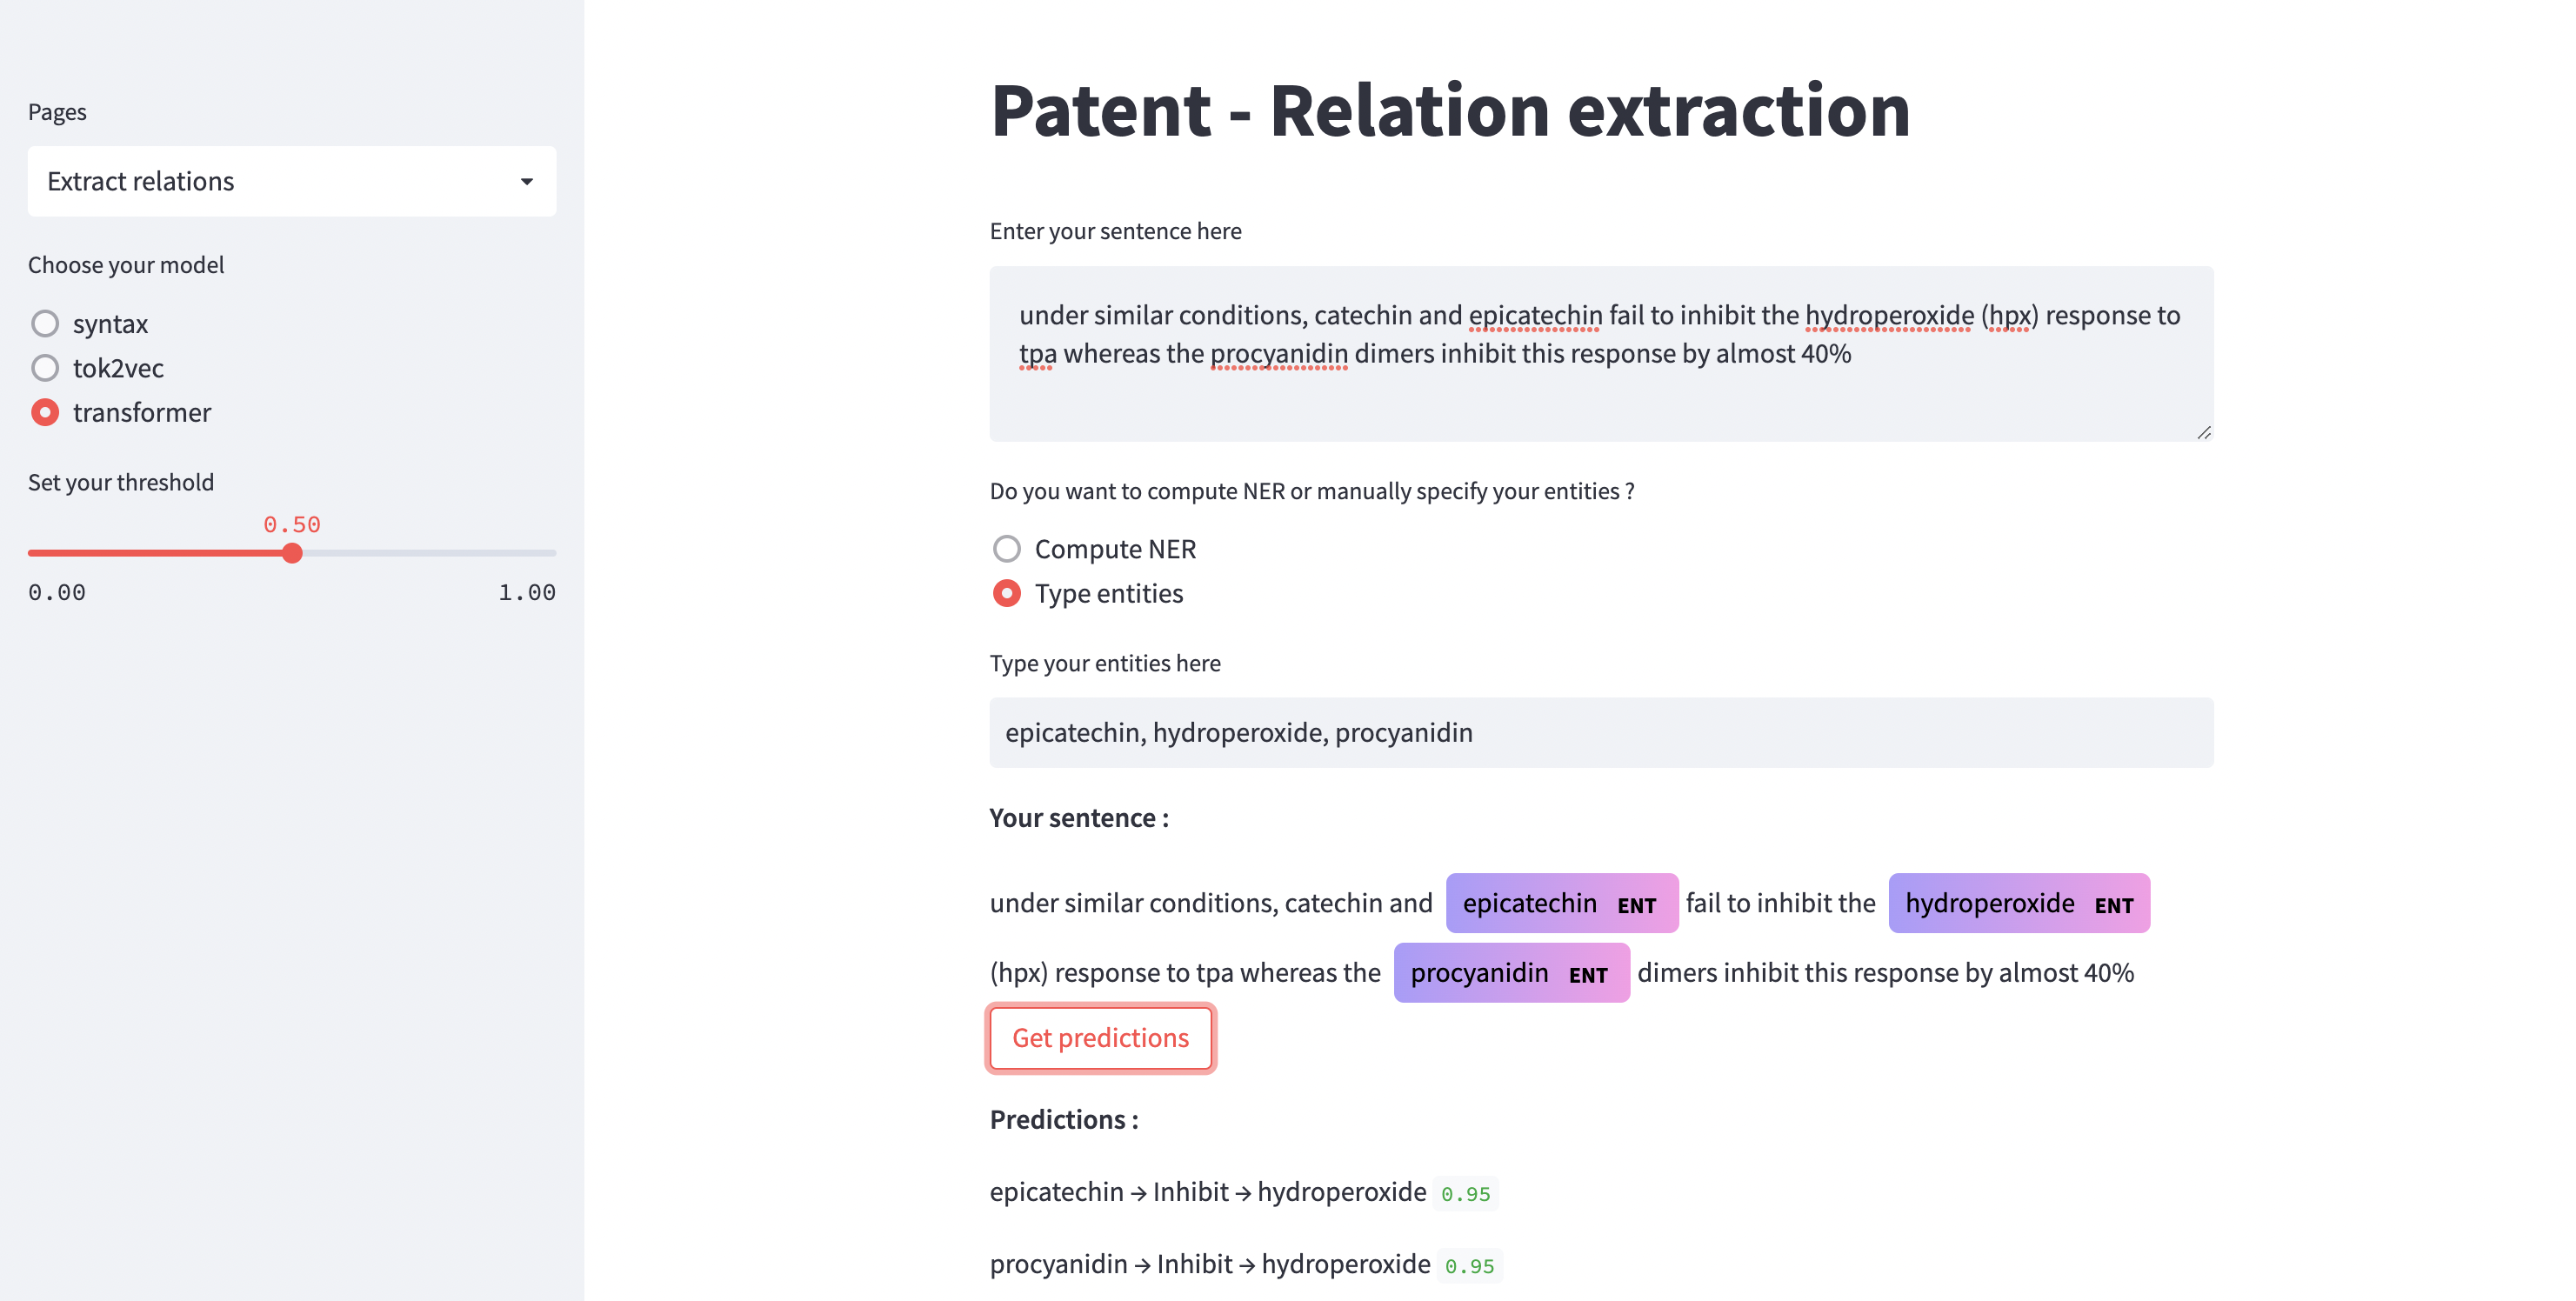 Pages
Extract relations
Choose your model
syntax
tok2vec
transformer
Set your threshold
0.50
0.00 1.00
Patent - Relation extraction
Enter your sentence here
under similar conditions, catechin and epicatechin fail to inhibit the hydroperoxide (hpx) response to
tpa whereas the procyanidin dimers inhibit this response by almost 40%
Do you want to compute NER or manually specify your entities ?
Compute NER
Type entities
Type your entities here
epicatechin, hydroperoxide, procyanidin
Your sentence :
under similar conditions, catechin and epicatechin ENT fail to inhibit the hydroperoxide ENT
(hpx) response to tpa whereas the procyanidin ENT dimers inhibit this response by almost 40%
Get predictions
Predictions :
epicatechin → Inhibit → hydroperoxide 0.95
procyanidin → Inhibit → hydroperoxide 0.95